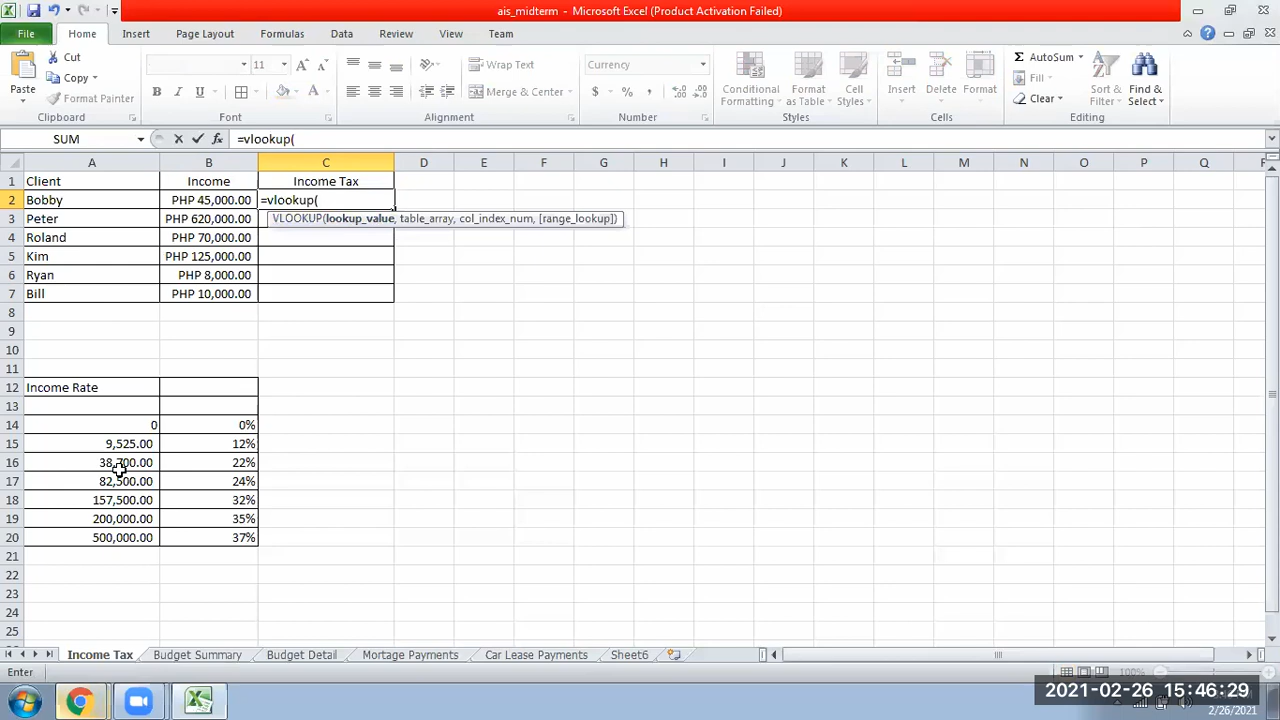 ais_midterm - Microsoft Excel (Product Activation Failed)
File Home Insert Page Layout Formulas Data Review View Team
Paste Cut Copy Format Painter Clipboard
11 A A B I U A Font
Wrap Text Merge & Center Alignment
Currency $ % , Number
Conditional Formatting Format as Table Cell Styles Styles
Insert Delete Format Cells
Σ AutoSum Fill Clear Sort & Filter Find & Select Editing
SUM fx =vlookup(
A B C D E F G H I J K L M N O P Q
1 Client Income Income Tax
2 Bobby PHP 45,000.00 =vlookup(
3 Peter PHP 620,000.00 VLOOKUP(lookup_value, table_array, col_index_num, [range_lookup])
4 Roland PHP 70,000.00
5 Kim PHP 125,000.00
6 Ryan PHP 8,000.00
7 Bill PHP 10,000.00
8
9
10
11
12 Income Rate
13
14 0 0%
15 9,525.00 12%
16 38,700.00 22%
17 82,500.00 24%
18 157,500.00 32%
19 200,000.00 35%
20 500,000.00 37%
21
22
23
24
25
Income Tax Budget Summary Budget Detail Mortage Payments Car Lease Payments Sheet6
Enter 100%
2021-02-26 15:46:29
2/26/2021